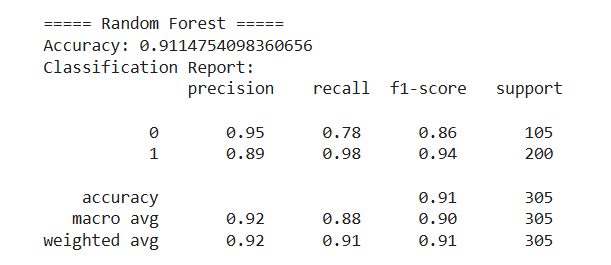 ===== Random Forest =====
Accuracy: 0.9114754098360656
Classification Report:
              precision    recall  f1-score   support

           0       0.95      0.78      0.86       105
           1       0.89      0.98      0.94       200

    accuracy                           0.91       305
   macro avg       0.92      0.88      0.90       305
weighted avg       0.92      0.91      0.91       305